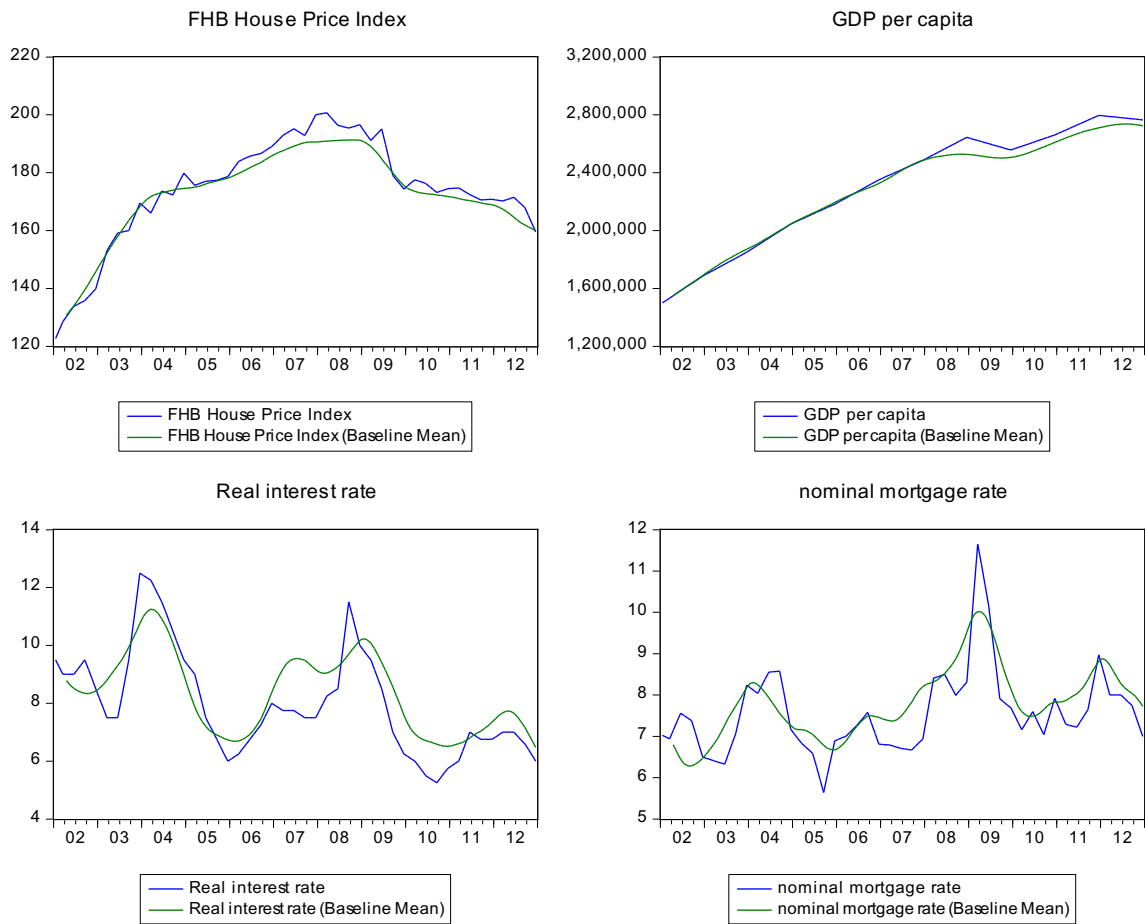 FHB House Price Index
220
200
180
160
140
120
02 03 04 05 06 07 08 09 10 11 12
FHB House Price Index
FHB House Price Index (Baseline Mean)
GDP per capita
3,200,000
2,800,000
2,400,000
2,000,000
1,600,000
1,200,000
02 03 04 05 06 07 08 09 10 11 12
GDP per capita
GDP per capita (Baseline Mean)
Real interest rate
14
12
10
8
6
4
02 03 04 05 06 07 08 09 10 11 12
Real interest rate
Real interest rate (Baseline Mean)
nominal mortgage rate
12
11
10
9
8
7
6
5
02 03 04 05 06 07 08 09 10 11 12
nominal mortgage rate
nominal mortgage rate (Baseline Mean)